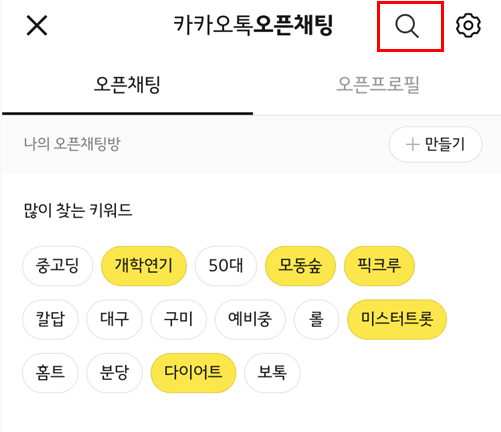 카카오톡오픈채팅
오픈채팅 오픈프로필
나의 오픈채팅방 + 만들기
많이 찾는 키워드
중고딩 개학연기 50대 모동숲 픽크루
칼답 대구 구미 예비중 롤 미스터트롯
홈트 분당 다이어트 보톡